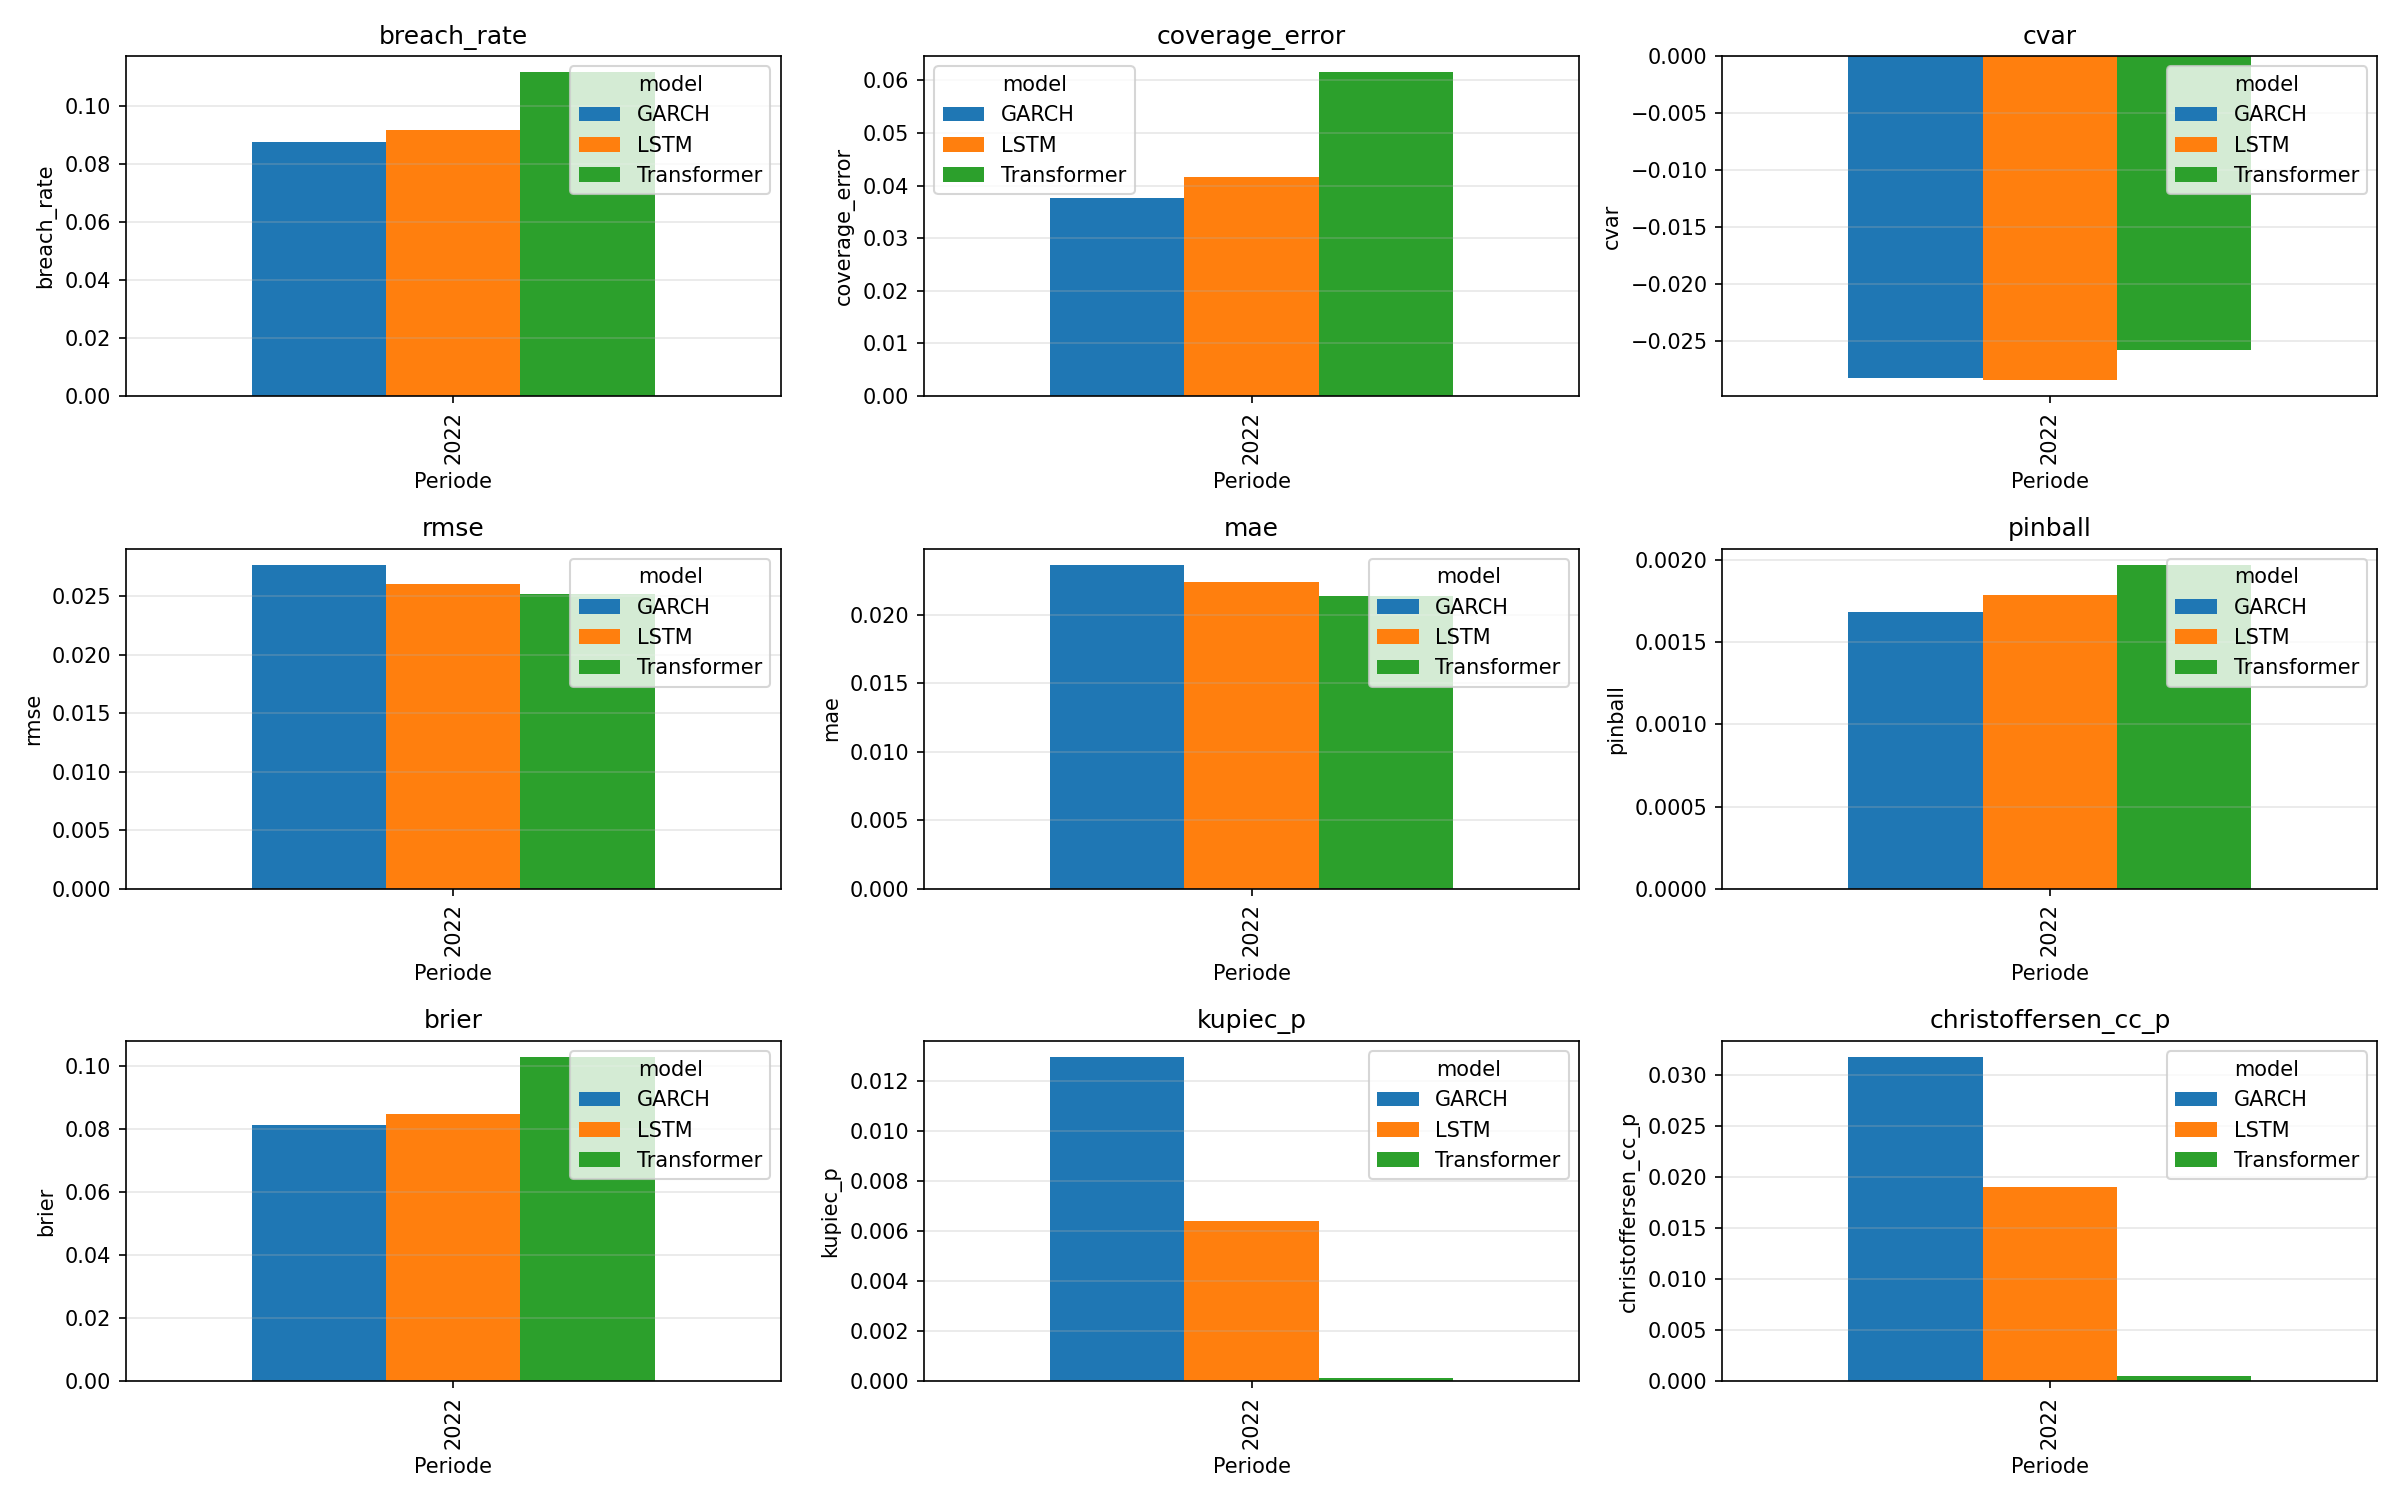 breach_rate
breach_rate
0.10
0.08
0.06
0.04
0.02
0.00
model
GARCH
LSTM
Transformer
2022
Periode
coverage_error
coverage_error
0.06
0.05
0.04
0.03
0.02
0.01
0.00
model
GARCH
LSTM
Transformer
2022
Periode
cvar
cvar
0.000
−0.005
−0.010
−0.015
−0.020
−0.025
model
GARCH
LSTM
Transformer
2022
Periode
rmse
rmse
0.025
0.020
0.015
0.010
0.005
0.000
model
GARCH
LSTM
Transformer
2022
Periode
mae
mae
0.020
0.015
0.010
0.005
0.000
model
GARCH
LSTM
Transformer
2022
Periode
pinball
pinball
0.0020
0.0015
0.0010
0.0005
0.0000
model
GARCH
LSTM
Transformer
2022
Periode
brier
brier
0.10
0.08
0.06
0.04
0.02
0.00
model
GARCH
LSTM
Transformer
2022
Periode
kupiec_p
kupiec_p
0.012
0.010
0.008
0.006
0.004
0.002
0.000
model
GARCH
LSTM
Transformer
2022
Periode
christoffersen_cc_p
christoffersen_cc_p
0.030
0.025
0.020
0.015
0.010
0.005
0.000
model
GARCH
LSTM
Transformer
2022
Periode